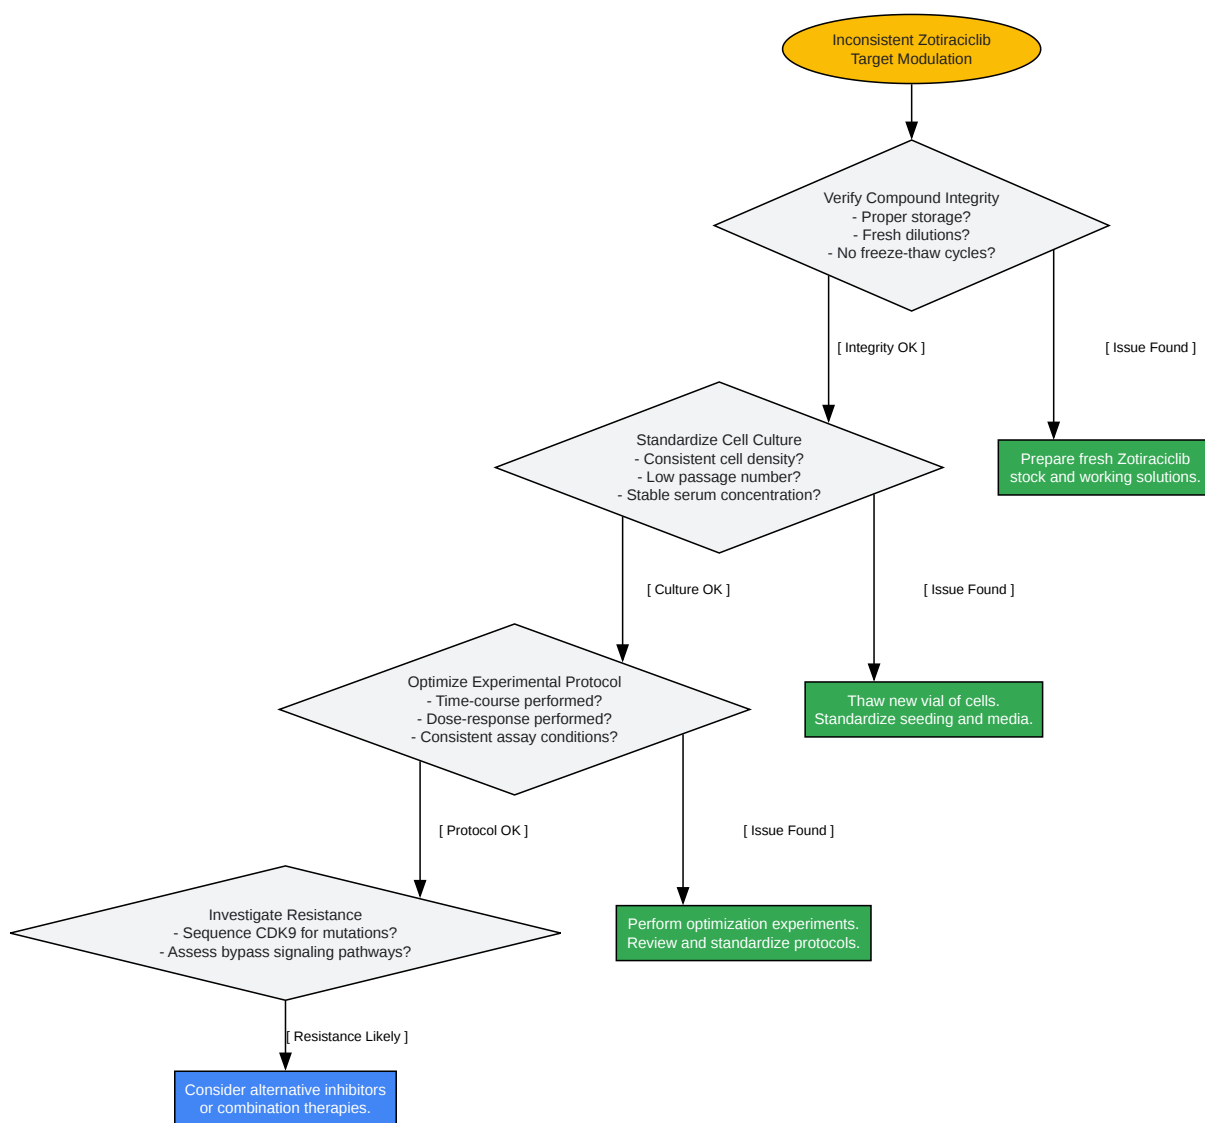 Inconsistent Zotiraciclib
Target Modulation
Verify Compound Integrity
- Proper storage?
- Fresh dilutions?
- No freeze-thaw cycles?
[ Integrity OK ]
[ Issue Found ]
Standardize Cell Culture
- Consistent cell density?
- Low passage number?
- Stable serum concentration?
Prepare fresh Zotiraciclib
stock and working solutions.
[ Culture OK ]
[ Issue Found ]
Optimize Experimental Protocol
- Time-course performed?
- Dose-response performed?
- Consistent assay conditions?
Thaw new vial of cells.
Standardize seeding and media.
[ Protocol OK ]
[ Issue Found ]
Investigate Resistance
- Sequence CDK9 for mutations?
- Assess bypass signaling pathways?
Perform optimization experiments.
Review and standardize protocols.
[ Resistance Likely ]
Consider alternative inhibitors
or combination therapies.